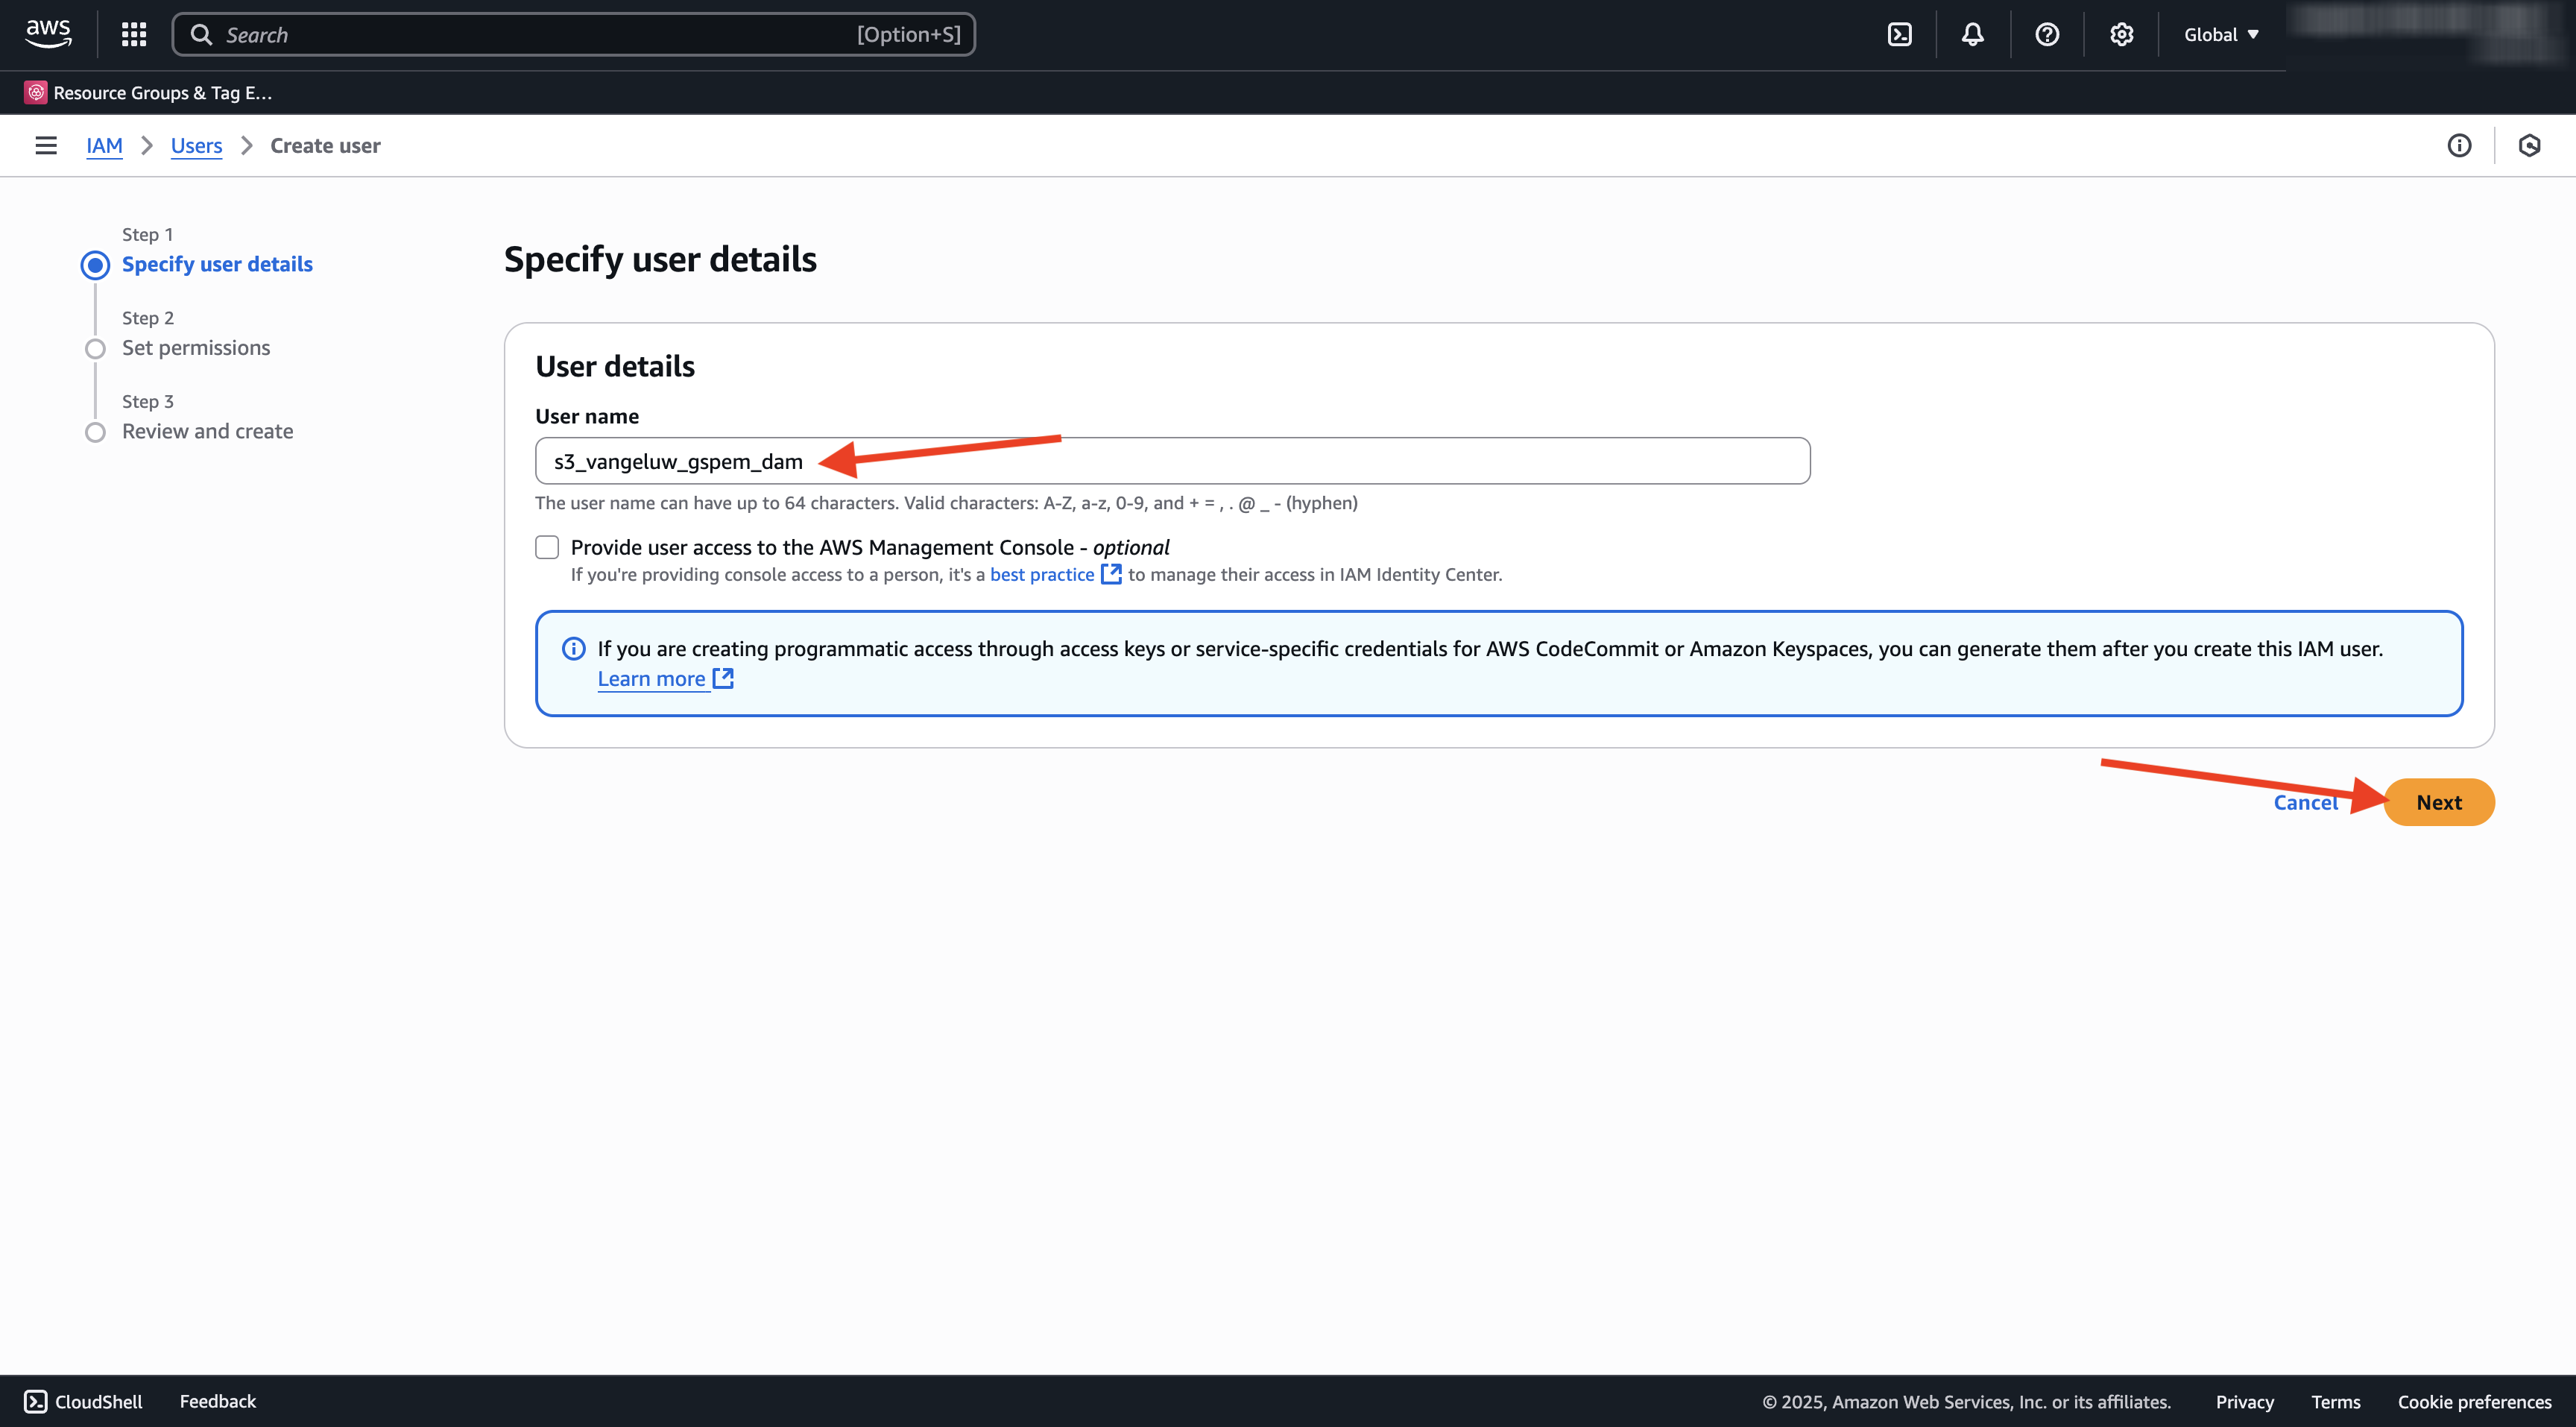 aws
Search
[Option+S]
Global
Resource Groups & Tag E...
IAM
Users
Create user
Step 1
Specify user details
Step 2
Set permissions
Step 3
Review and create
Specify user details
User details
User name
s3_vangeluw_gspem_dam
The user name can have up to 64 characters. Valid characters: A-Z, a-z, 0-9, and + = , . @ _ - (hyphen)
Provide user access to the AWS Management Console - optional
If you're providing console access to a person, it's a best practice to manage their access in IAM Identity Center.
If you are creating programmatic access through access keys or service-specific credentials for AWS CodeCommit or Amazon Keyspaces, you can generate them after you create this IAM user.
Learn more
Cancel
Next
CloudShell
Feedback
© 2025, Amazon Web Services, Inc. or its affiliates.
Privacy
Terms
Cookie preferences